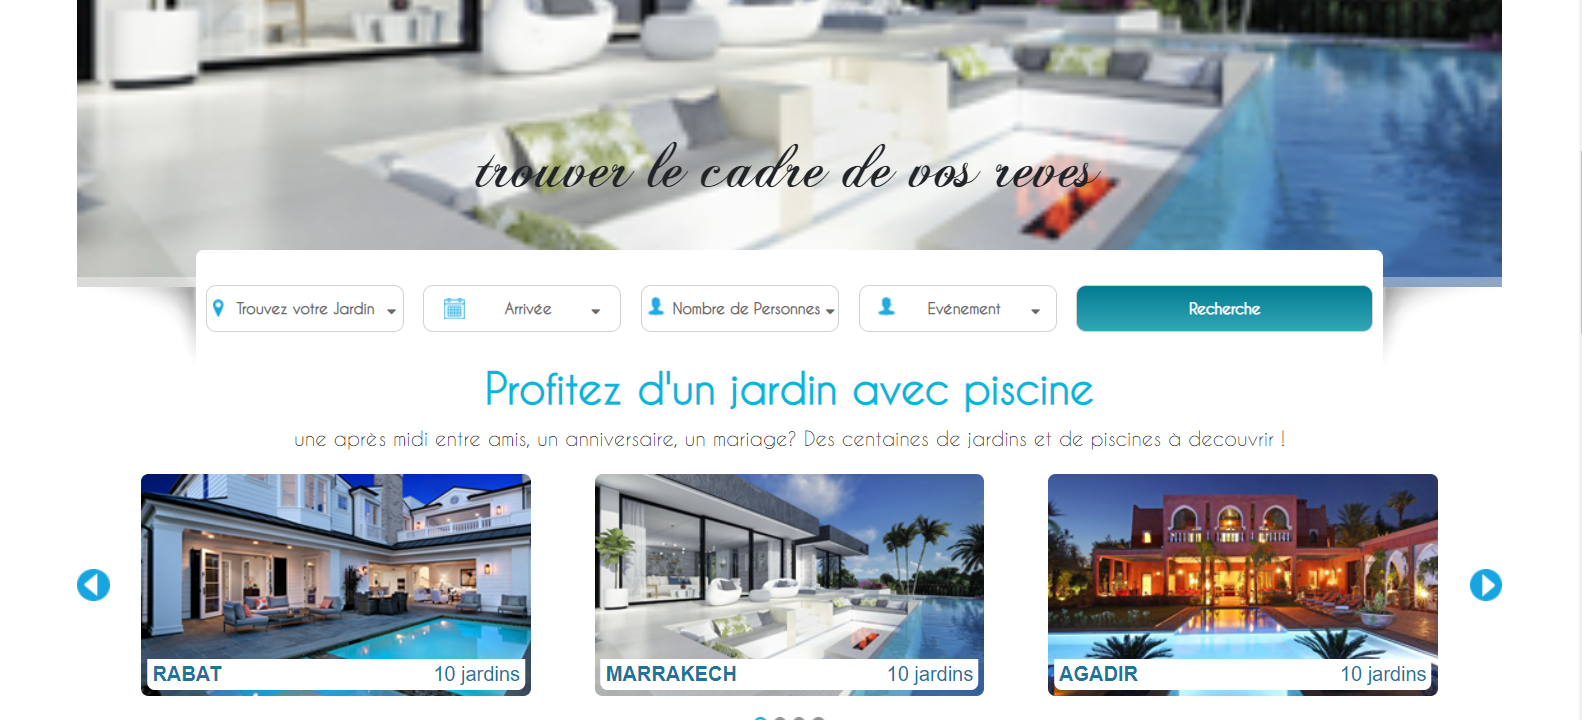 trouver le cadre de vos reves
Trouvez votre Jardin
Arrivée
Nombre de Personnes
Evénement
Recherche
Profitez d'un jardin avec piscine
une après midi entre amis, un anniversaire, un mariage? Des centaines de jardins et de piscines à decouvrir !
RABAT 10 jardins
MARRAKECH 10 jardins
AGADIR 10 jardins